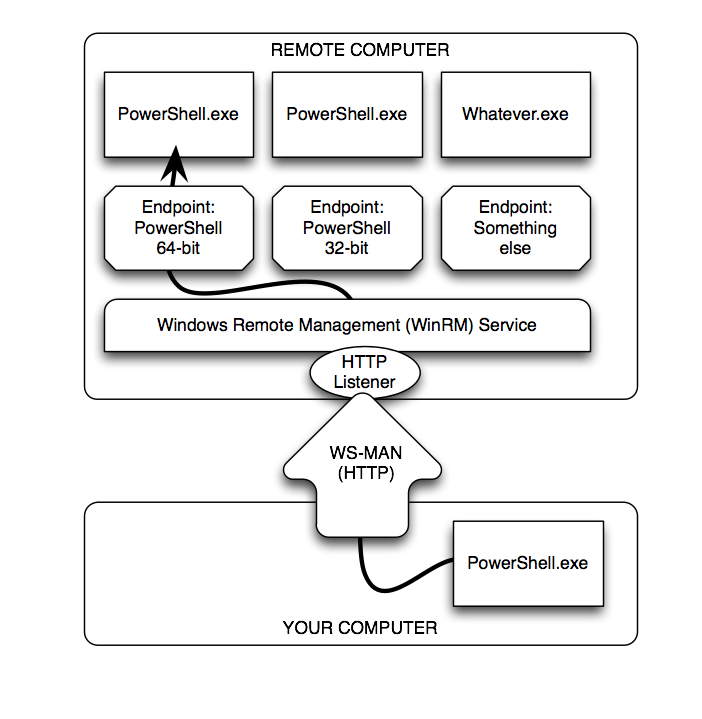 REMOTE COMPUTER
PowerShell.exe
PowerShell.exe
Whatever.exe
Endpoint:
PowerShell
64-bit
Endpoint:
PowerShell
32-bit
Endpoint:
Something
else
Windows Remote Management (WinRM) Service
HTTP
Listener
WS-MAN
(HTTP)
PowerShell.exe
YOUR COMPUTER